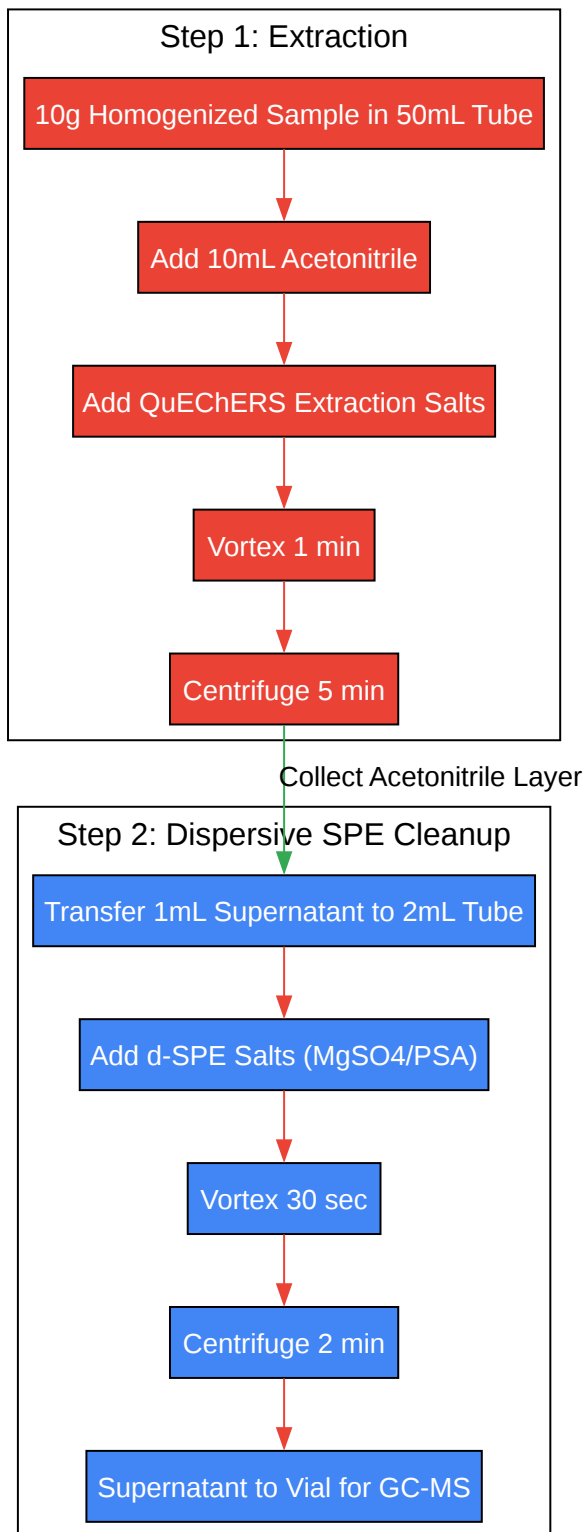 Step 1: Extraction
10g Homogenized Sample in 50mL Tube
Add 10mL Acetonitrile
Add QuEChERS Extraction Salts
Vortex 1 min
Centrifuge 5 min
Collect Acetonitrile Layer
Step 2: Dispersive SPE Cleanup
Transfer 1mL Supernatant to 2mL Tube
Add d-SPE Salts (MgSO4/PSA)
Vortex 30 sec
Centrifuge 2 min
Supernatant to Vial for GC-MS